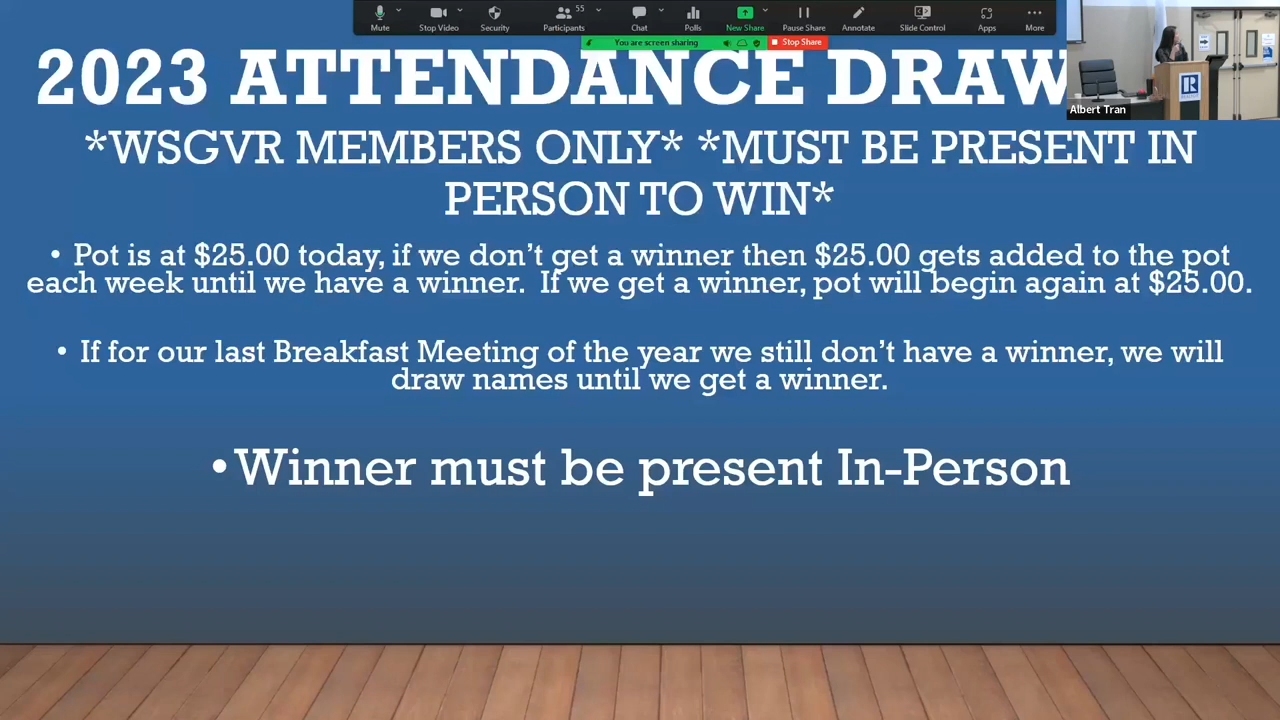 55
Mute
Stop Video
Security
Participants
Chat
Polls
New Share
Pause Share
Annotate
Slide Control
Apps
More
You are screen sharing
Stop Share
Albert Tran
2023 ATTENDANCE DRAW
*WSGVR MEMBERS ONLY* *MUST BE PRESENT IN
PERSON TO WIN*
• Pot is at $25.00 today, if we don’t get a winner then $25.00 gets added to the pot
each week until we have a winner.  If we get a winner, pot will begin again at $25.00.
• If for our last Breakfast Meeting of the year we still don’t have a winner, we will
draw names until we get a winner.
• Winner must be present In-Person